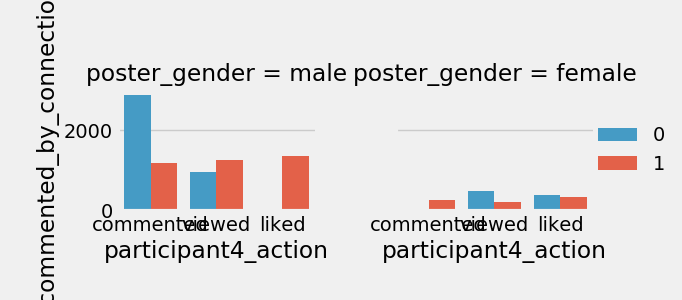 poster_gender = male
poster_gender = female
commented_by_connectio
2000
0
commented
viewed
liked
commented
viewed
liked
participant4_action
participant4_action
0
1